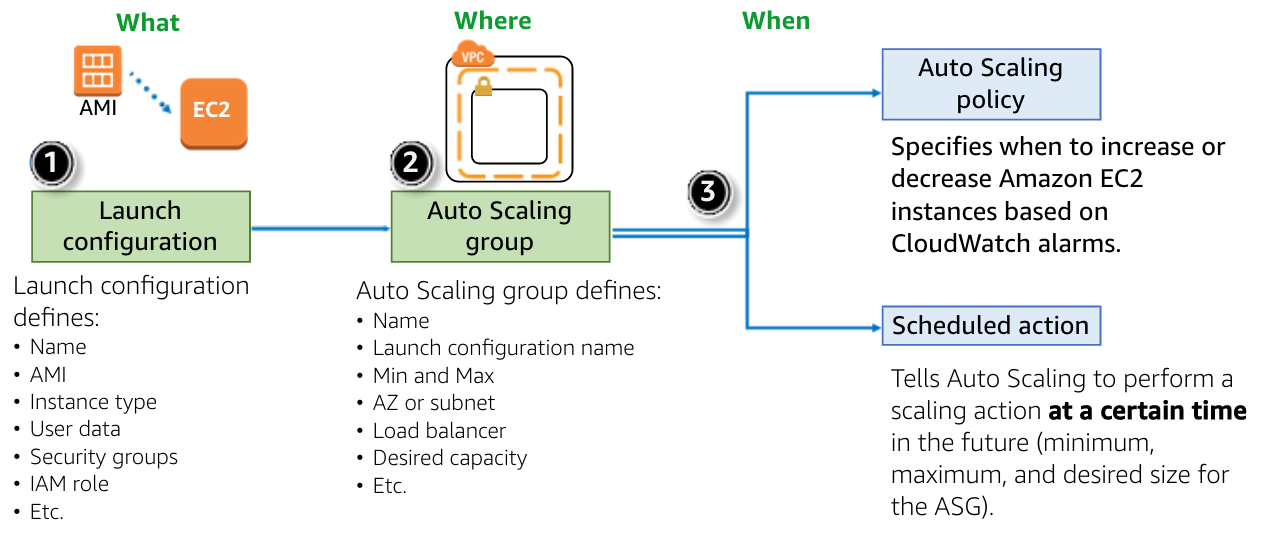 What
Where
When
AMI
EC2
VPC
1
2
3
Launch
configuration
Auto Scaling
group
Auto Scaling
policy
Scheduled action
Launch configuration
defines:
• Name
• AMI
• Instance type
• User data
• Security groups
• IAM role
• Etc.
Auto Scaling group defines:
• Name
• Launch configuration name
• Min and Max
• AZ or subnet
• Load balancer
• Desired capacity
• Etc.
Specifies when to increase or
decrease Amazon EC2
instances based on
CloudWatch alarms.
Tells Auto Scaling to perform a
scaling action at a certain time
in the future (minimum,
maximum, and desired size for
the ASG).